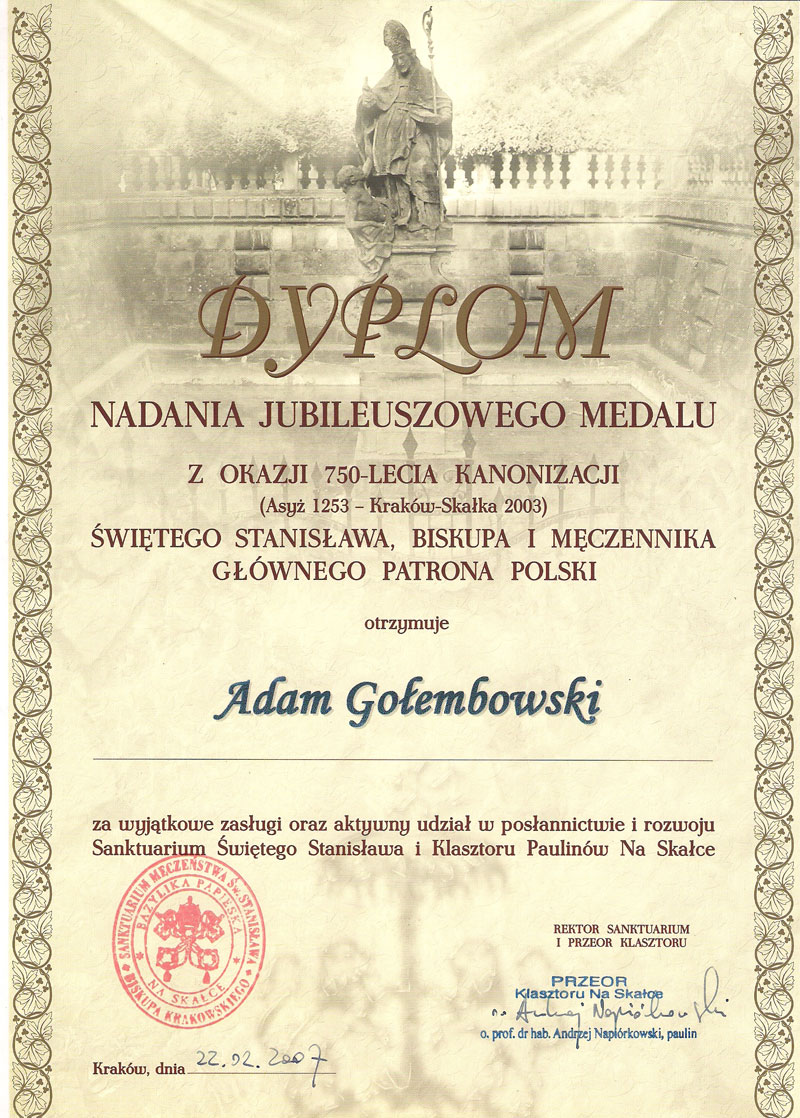 DYPLOM
NADANIA JUBILEUSZOWEGO MEDALU
Z OKAZJI 750-LECIA KANONIZACJI
(Asyż 1253 – Kraków-Skałka 2003)
ŚWIĘTEGO STANISŁAWA, BISKUPA I MĘCZENNIKA
GŁÓWNEGO PATRONA POLSKI
otrzymuje
Adam Gołembowski
za wyjątkowe zasługi oraz aktywny udział w posłannictwie i rozwoju
Sanktuarium Świętego Stanisława i Klasztoru Paulinów Na Skałce
SANKTUARIUM MĘCZEŃSTWA ŚW. STANISŁAWA
BISKUPA KRAKOWSKIEGO
BAZYLIKA PAPIESKA
NA SKAŁCE
REKTOR SANKTUARIUM
I PRZEOR KLASZTORU
PRZEOR
Klasztoru Na Skałce
o. Andrzej Napiórkowski
o. prof. dr hab. Andrzej Napiórkowski, paulin
Kraków, dnia 22.02.2007